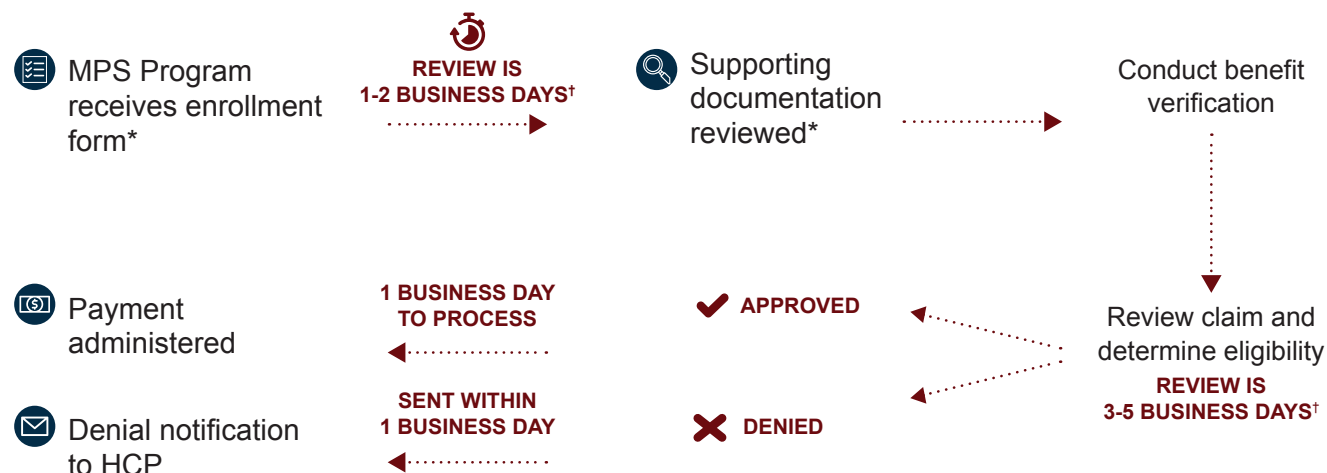 MPS Program
receives enrollment
form*
REVIEW IS
1-2 BUSINESS DAYS†
Supporting
documentation
reviewed*
Conduct benefit
verification
Payment
administered
1 BUSINESS DAY
TO PROCESS
APPROVED
Review claim and
determine eligibility
REVIEW IS
3-5 BUSINESS DAYS†
Denial notification
to HCP
SENT WITHIN
1 BUSINESS DAY
DENIED